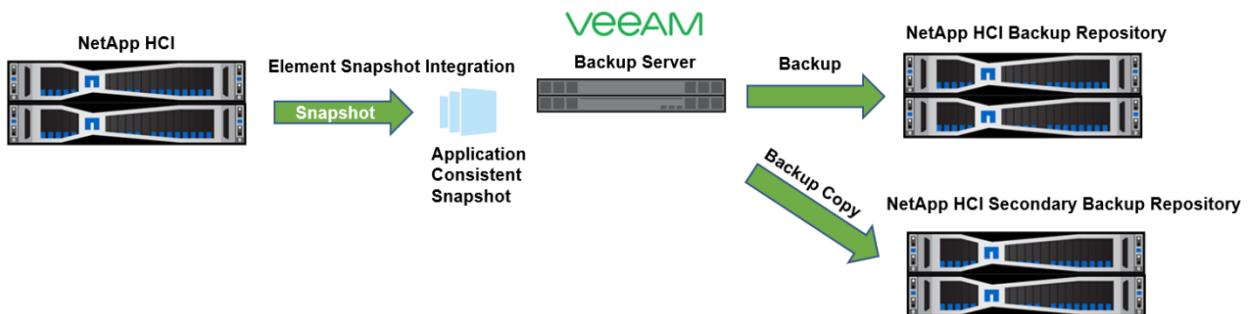 veeam
NetApp HCI
Element Snapshot Integration
Backup Server
Backup
NetApp HCI Backup Repository
Snapshot
Application
Consistent
Snapshot
Backup Copy
NetApp HCI Secondary Backup Repository